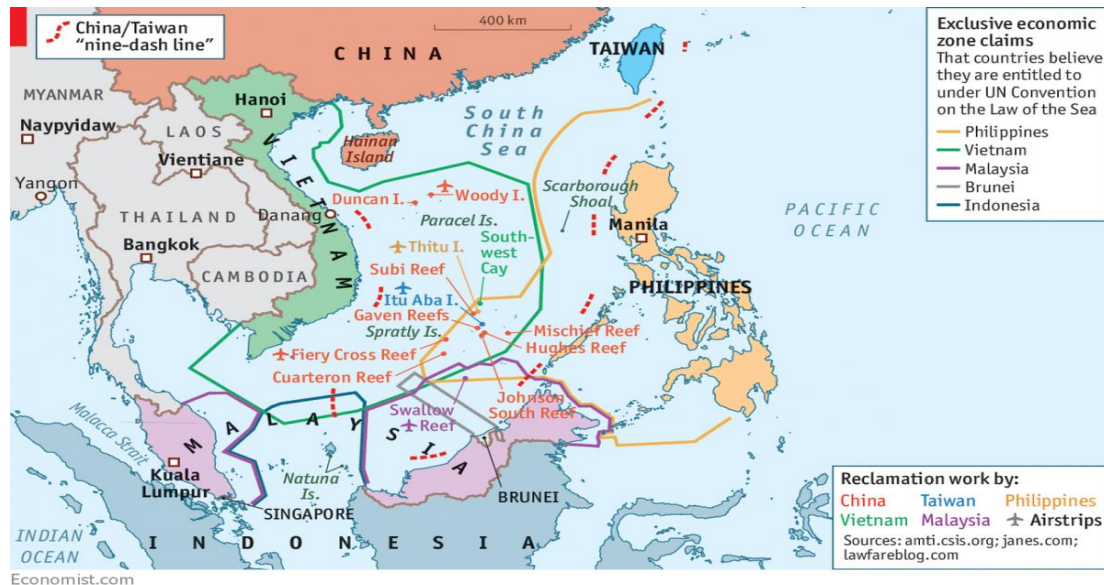 China/Taiwan
“nine-dash line”
400 km
CHINA
TAIWAN
Exclusive economic
zone claims
That countries believe
they are entitled to
under UN Convention
on the Law of the Sea
Philippines
Vietnam
Malaysia
Brunei
Indonesia
MYANMAR
Naypyidaw
Hanoi
LAOS
Vientiane
Yangon
Hainan
Island
South
China
Sea
VIETNAM
Duncan I.
Woody I.
Scarborough
Shoal
THAILAND
Danang
Paracel Is.
Manila
PACIFIC
OCEAN
Bangkok
Thitu I.
South-
west
Cay
CAMBODIA
Subi Reef
Itu Aba I.
PHILIPPINES
Gaven Reefs
Spratly Is.
Mischief Reef
Hughes Reef
Fiery Cross Reef
Cuarteron Reef
Johnson
South Reef
Swallow
Reef
Malacca Strait
MALAYSIA
Kuala
Lumpur
Natuna
Is.
BRUNEI
SINGAPORE
INDIAN
OCEAN
INDONESIA
Reclamation work by:
China Taiwan Philippines
Vietnam Malaysia Airstrips
Sources: amti.csis.org; janes.com;
lawfareblog.com
Economist.com